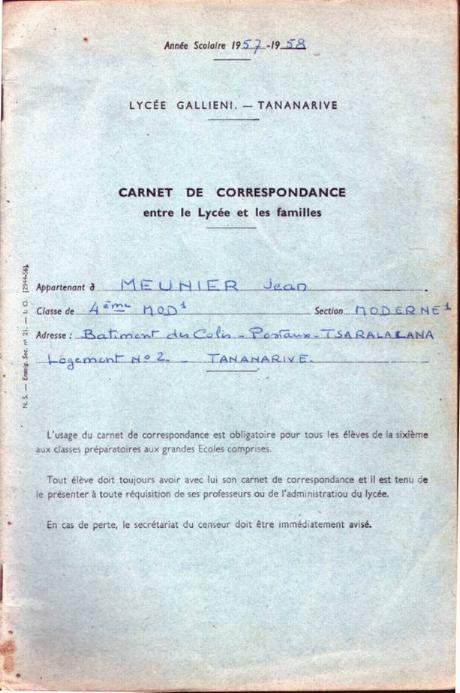 Année Scolaire 1957-1958
LYCÉE GALLIENI. — TANANARIVE
CARNET DE CORRESPONDANCE
entre le Lycée et les familles
Appartenant à MEUNIER Jean
Classe de 4ème MOD1 Section MODERNE1
Adresse : Batiment des Colis - Postaux - TSARALALANA
Logement No 2. - TANANARIVE.
L'usage du carnet de correspondance est obligatoire pour tous les élèves de la sixième
aux classes préparatoires aux grandes Ecoles comprises.
Tout élève doit toujours avoir avec lui son carnet de correspondance et il est tenu de
le présenter à toute réquisition de ses professeurs ou de l'administratiou du lycée.
En cas de perte, le secrétariat du censeur doit être immédiatement avisé.
N. S. — Enseig. Sec. nº 21. — I. O.